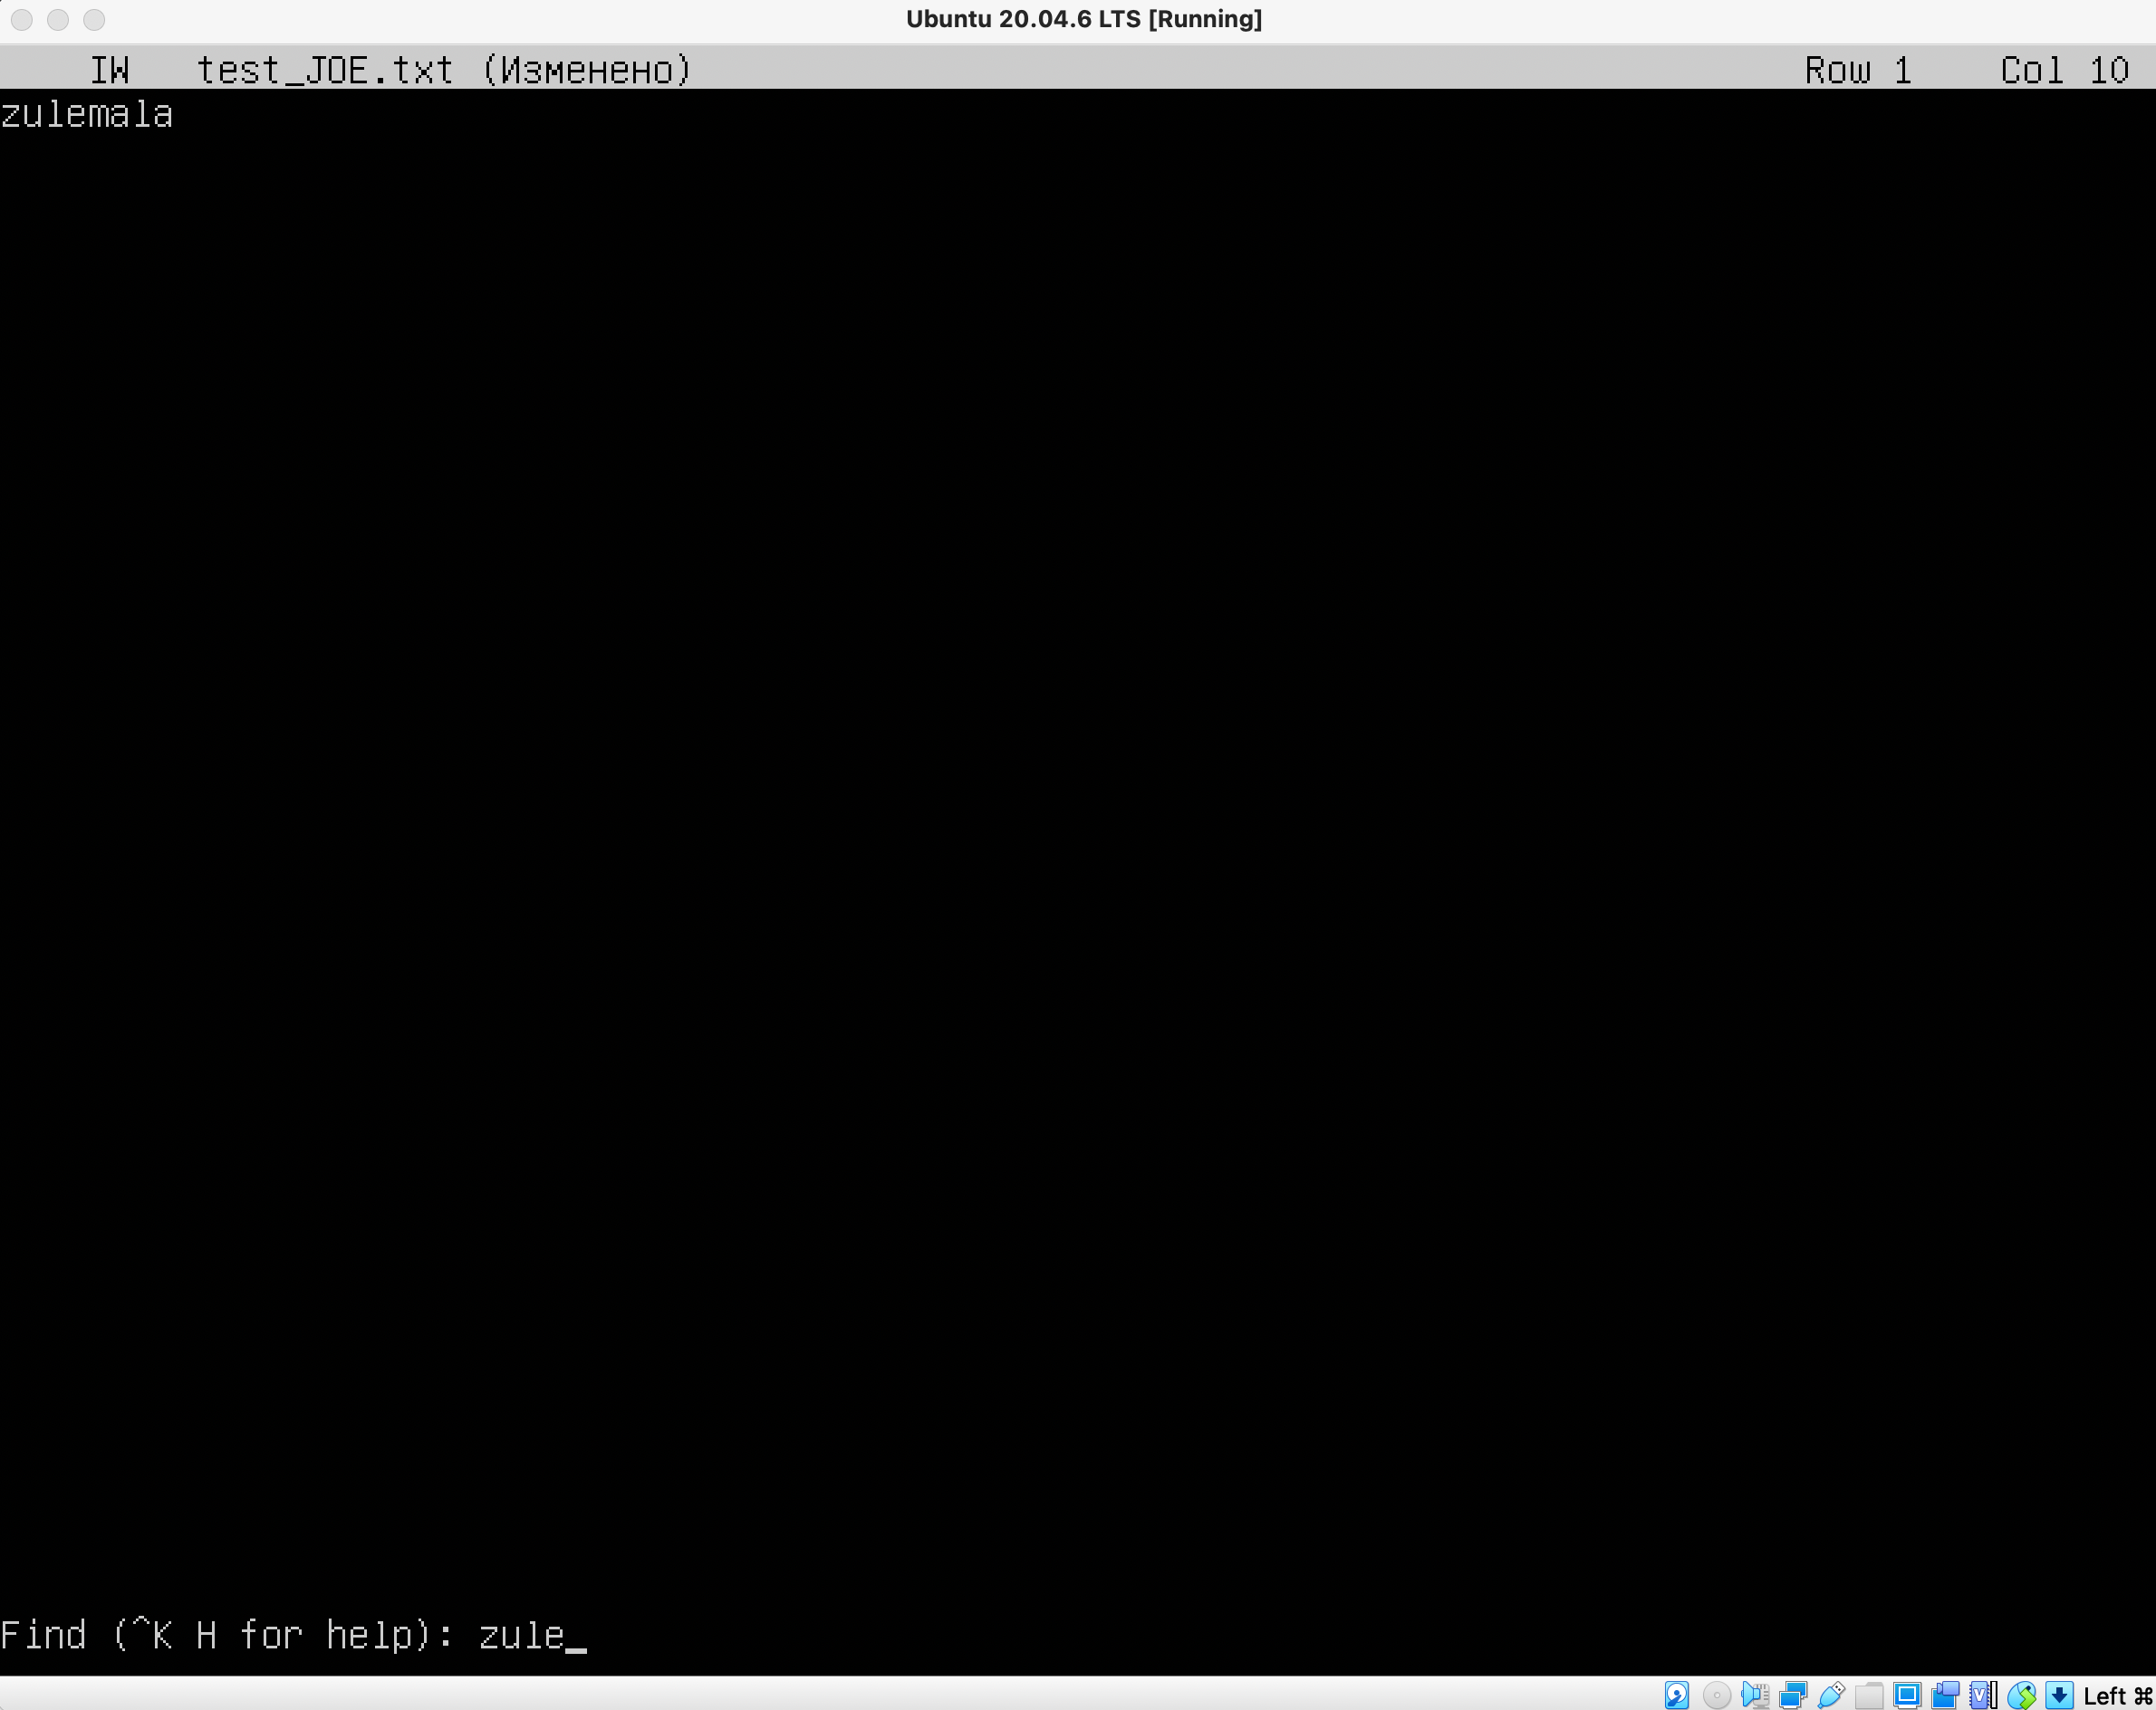 Ubuntu 20.04.6 LTS [Running]
IW test_JOE.txt (Изменено) Row 1 Col 10
zulemala
Find (^K H for help): zule_
Left ⌘